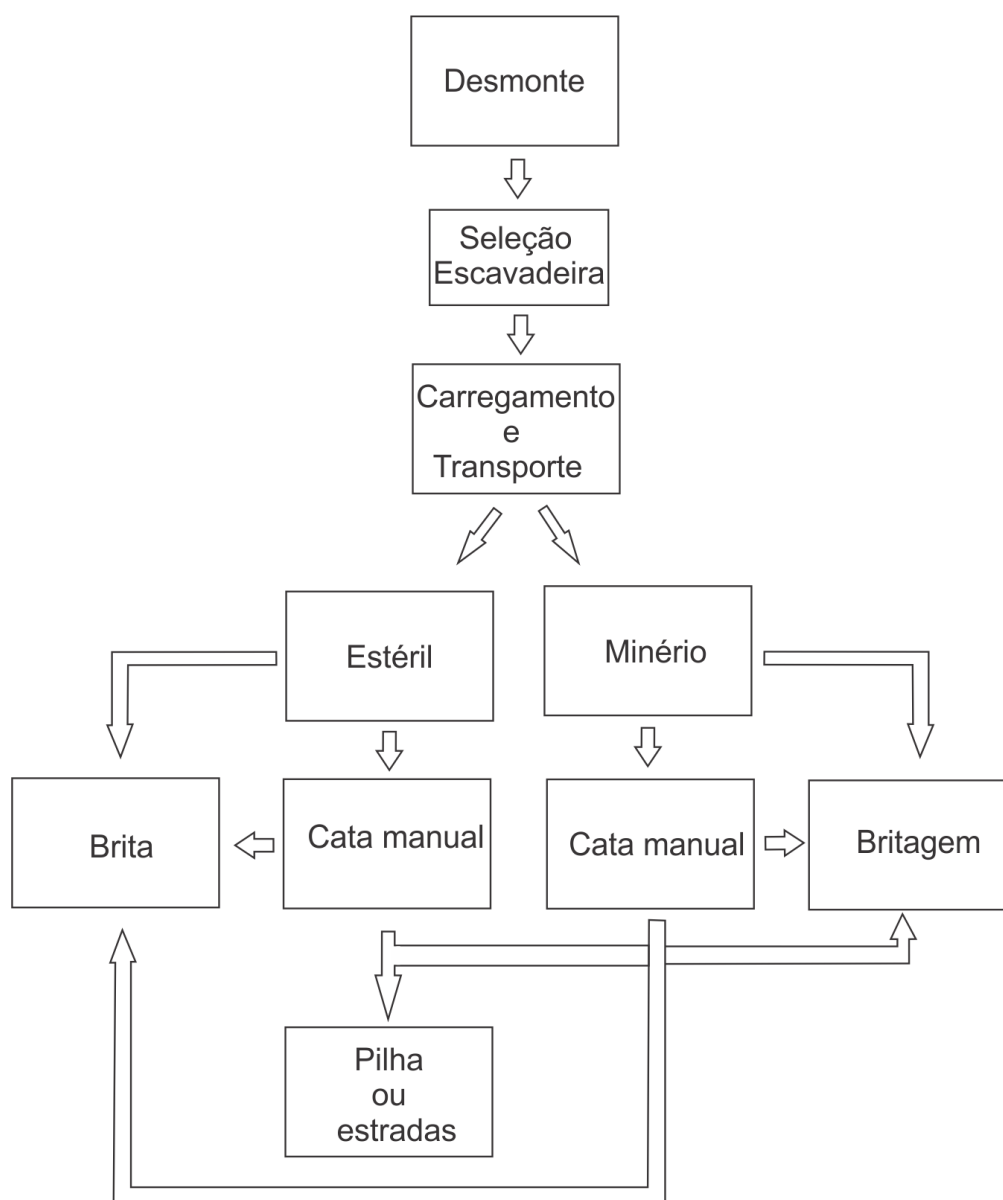 Desmonte
Seleção
Escavadeira
Carregamento
e
Transporte
Estéril
Minério
Brita
Cata manual
Cata manual
Britagem
Pilha
ou
estradas